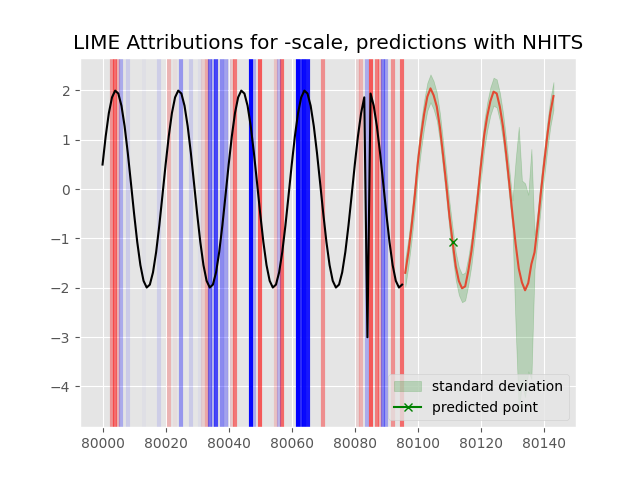 LIME Attributions for -scale, predictions with NHITS
2
1
0
−1
−2
−3
−4
standard deviation
predicted point
80000 80020 80040 80060 80080 80100 80120 80140